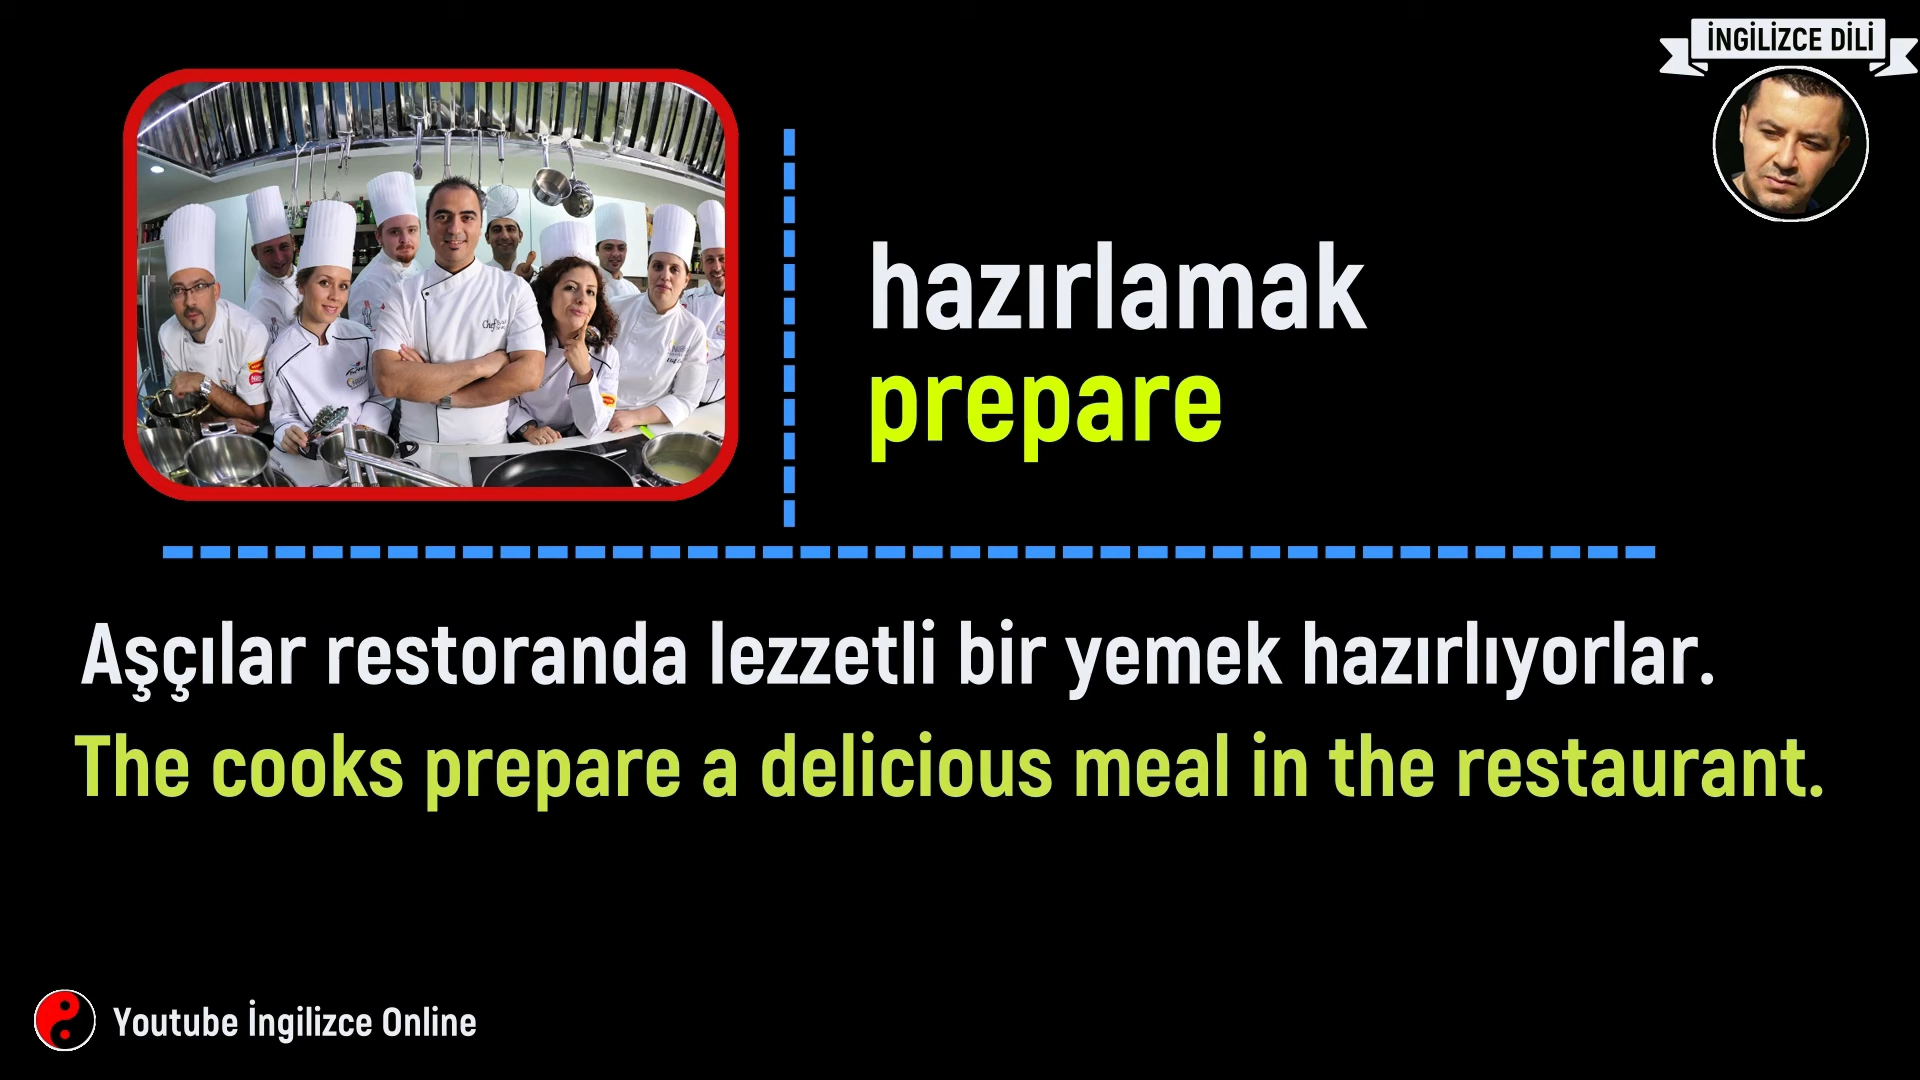 İNGİLİZCE DİLİ
hazırlamak
prepare
Aşçılar restoranda lezzetli bir yemek hazırlıyorlar.
The cooks prepare a delicious meal in the restaurant.
Youtube İngilizce Online